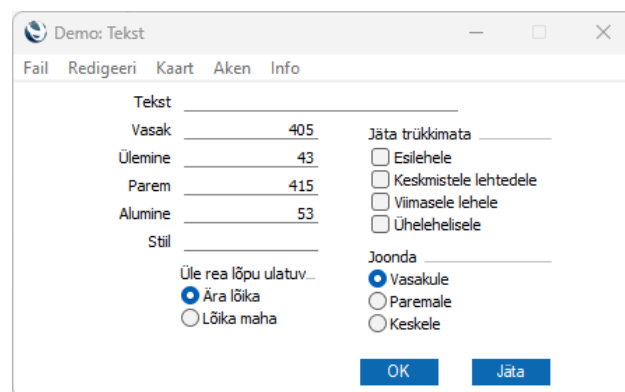 Demo: Tekst
Fail Redigeeri Kaart Aken Info
Tekst
Vasak 405
Ülemine 43
Parem 415
Alumine 53
Stiil
Üle rea lõpu ulatuv...
Ära lõika
Lõika maha
Jäta trükkimata
Esilehele
Keskmistele lehtedele
Viimasele lehele
Ühelehelisele
Joonda
Vasakule
Paremale
Keskele
OK Jäta